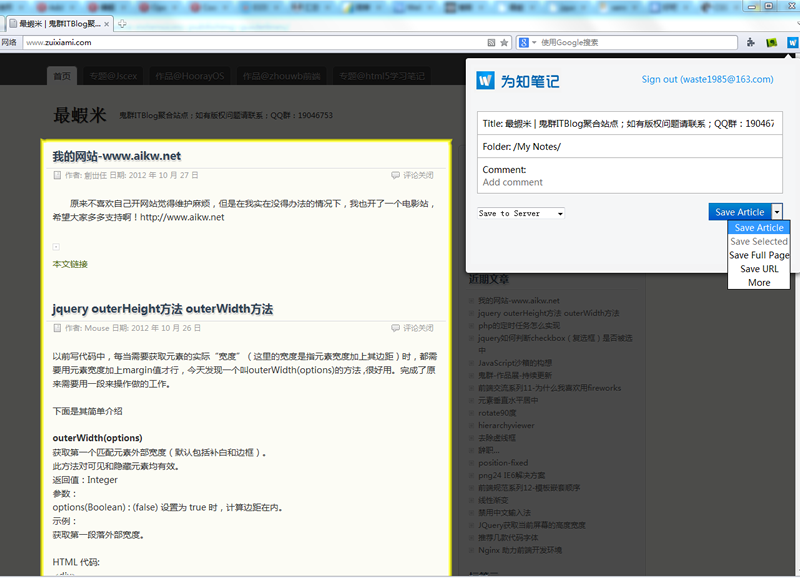 最蝦米 | 鬼群ITBlog聚...
网络
www.zuixiami.com
使用Google搜索
首页
专题@Jscex
作品@HoorayOS
作品@zhouwb前端
专题@html5学习笔记
最蝦米
鬼群ITBlog聚合站点；如有版权问题请联系；QQ群：19046753
我的网站-www.aikw.net
作者: 創世任 日期: 2012 年 10 月 27 日
评论关闭
原来不喜欢自己开网站觉得维护麻烦，但是在我实在没得办法的情况下，我也开了一个电影站，
希望大家多多支持啊！http://www.aikw.net
本文链接
jquery outerHeight方法 outerWidth方法
作者: Mouse 日期: 2012 年 10 月 26 日
评论关闭
以前写代码中，每当需要获取元素的实际“宽度”（这里的宽度是指元素宽度加上其边距）时，都需
要用元素宽度加上margin值才行，今天发现一个叫outerWidth(options)的方法 ,很好用。完成了原
来需要用一段来操作做的工作。
下面是其简单介绍
outerWidth(options)
获取第一个匹配元素外部宽度（默认包括补白和边框）。
此方法对可见和隐藏元素均有效。
返回值：Integer
参数：
options(Boolean) : (false) 设置为 true 时，计算边距在内。
示例：
获取第一段落外部宽度。
HTML 代码:
为知笔记
Sign out (waste1985@163.com)
Title: 最蝦米 | 鬼群ITBlog聚合站点；如有版权问题请联系；QQ群：190467
Folder: /My Notes/
Comment:
Add comment
Save to Server
Save Article
Save Article
Save Selected
Save Full Page
Save URL
More
近期文章
我的网站-www.aikw.net
jquery outerHeight方法 outerWidth方法
php的定时任务怎么实现
jquery如何判断checkbox（复选框）是否被选
中
JavaScript沙箱的构想
鬼群-作品展-持续更新
前端交流系列11-为什么我喜欢用fireworks
元素垂直水平居中
rotate90度
hierarchyviewer
去除虚线框
辞职...
position-fixed
png24 IE6解决方案
前端规范系列12-模板嵌套顺序
线性渐变
禁用中文输入法
JQuery获取当前屏幕的高度宽度
推荐几款代码字体
Nginx 助力前端开发环境